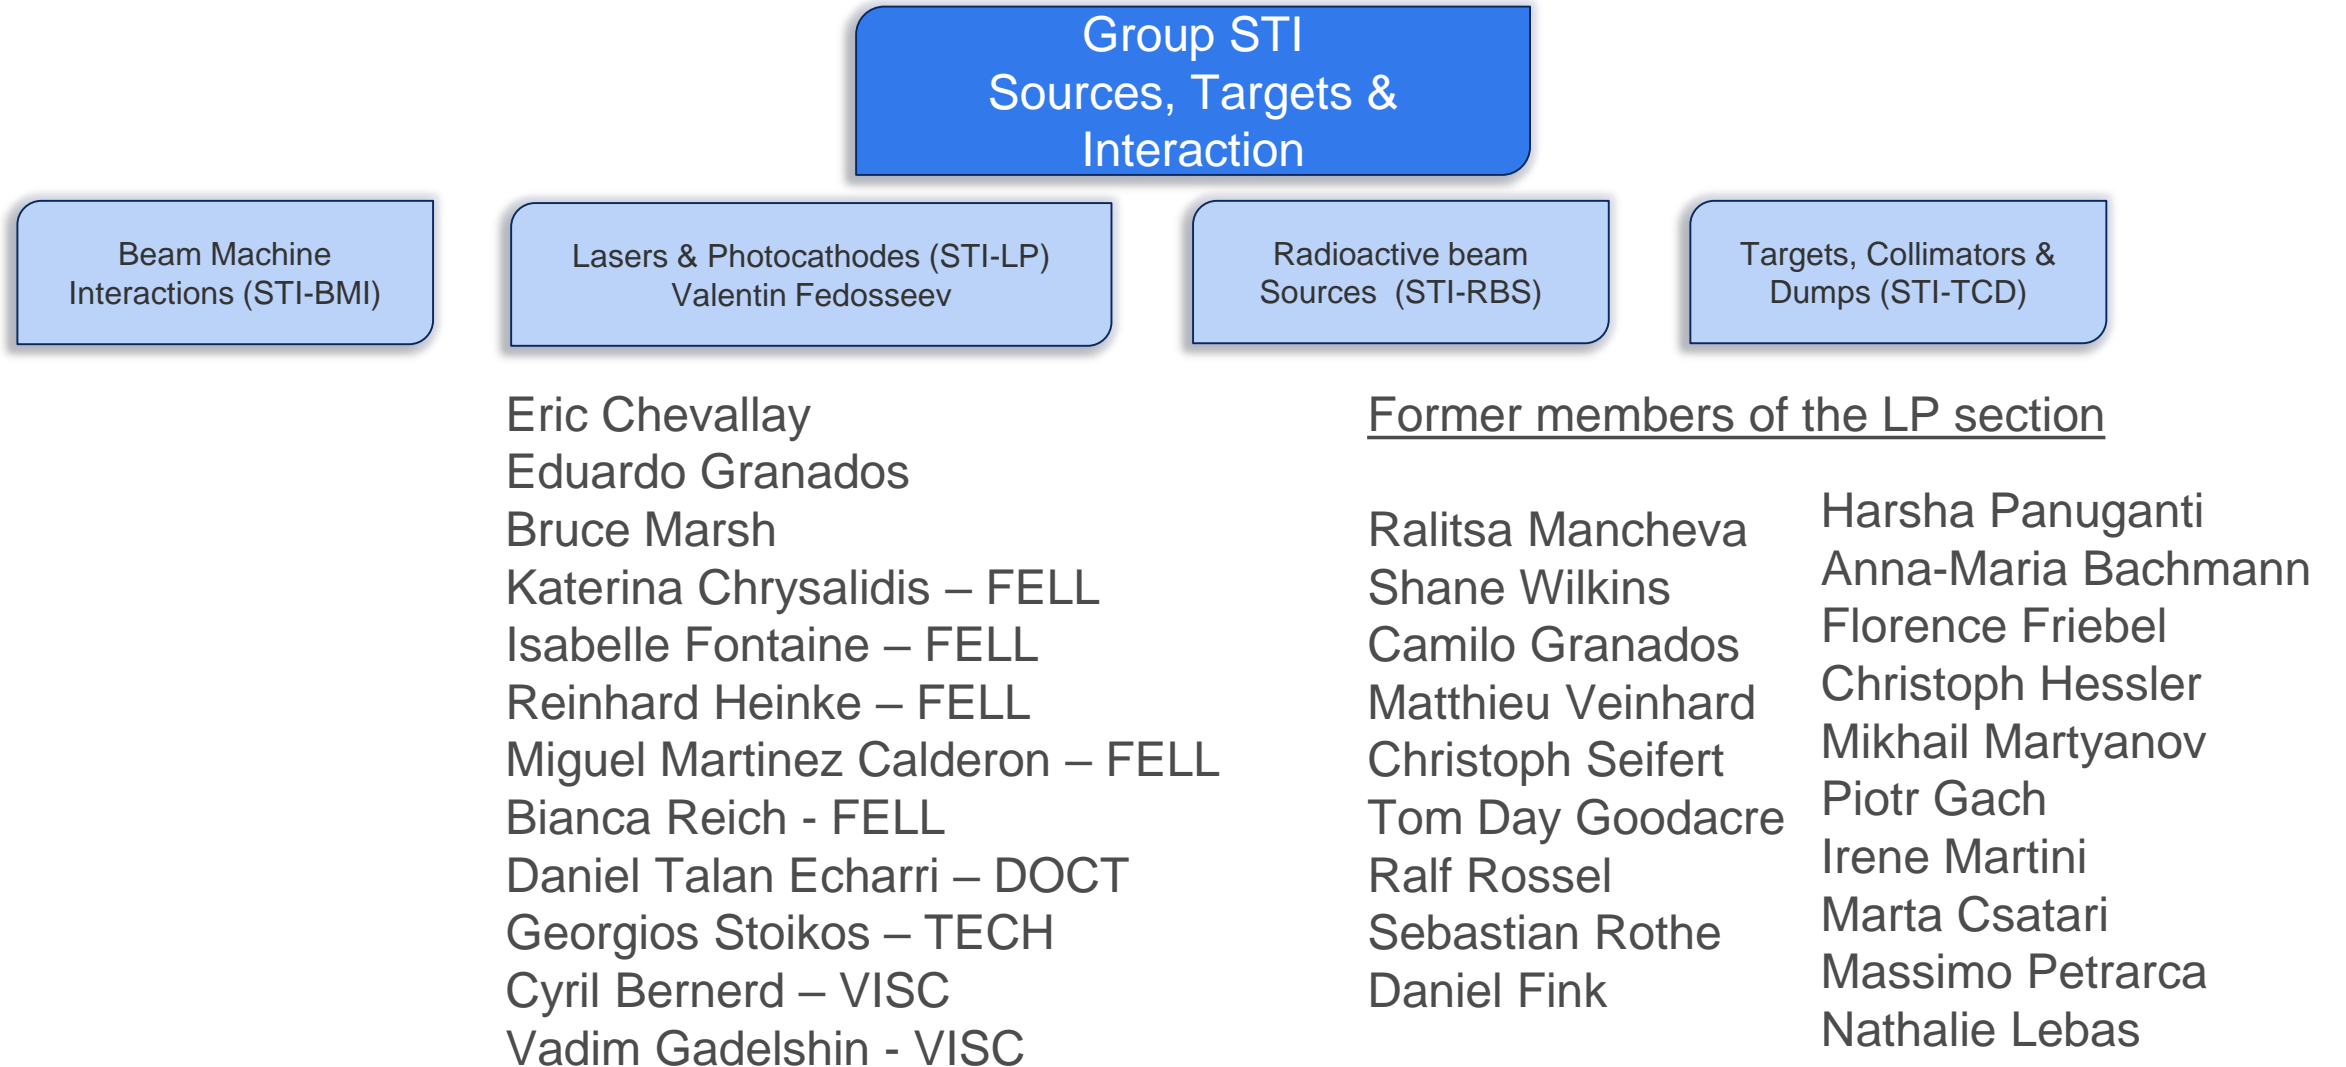 Group STI
Sources, Targets &
Interaction
Beam Machine
Interactions (STI-BMI)
Lasers & Photocathodes (STI-LP)
Valentin Fedosseev
Radioactive beam
Sources (STI-RBS)
Targets, Collimators &
Dumps (STI-TCD)
Eric Chevallay
Eduardo Granados
Bruce Marsh
Katerina Chrysalidis – FELL
Isabelle Fontaine – FELL
Reinhard Heinke – FELL
Miguel Martinez Calderon – FELL
Bianca Reich - FELL
Daniel Talan Echarri – DOCT
Georgios Stoikos – TECH
Cyril Bernerd – VISC
Vadim Gadelshin - VISC
Former members of the LP section
Ralitsa Mancheva
Shane Wilkins
Camilo Granados
Matthieu Veinhard
Christoph Seifert
Tom Day Goodacre
Ralf Rossel
Sebastian Rothe
Daniel Fink
Harsha Panuganti
Anna-Maria Bachmann
Florence Friebel
Christoph Hessler
Mikhail Martyanov
Piotr Gach
Irene Martini
Marta Csatari
Massimo Petrarca
Nathalie Lebas